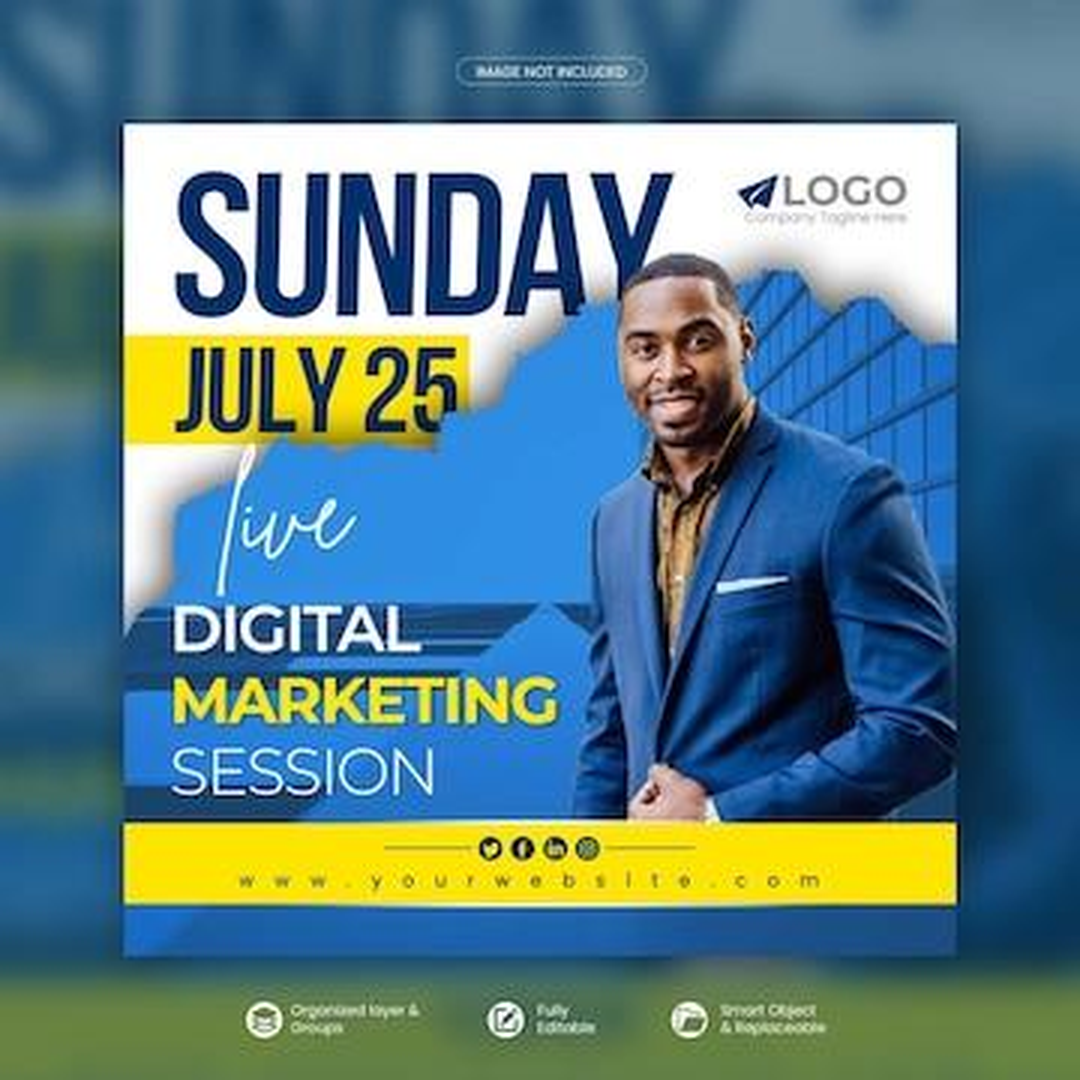 IMAGE NOT INCLUDED
SUNDAY
LOGO
Company Tagline Here
JULY 25
live
DIGITAL
MARKETING
SESSION
www.yourwebsite.com
Organized layer &
Groups
Fully
Editable
Smart Object
& Replaceable